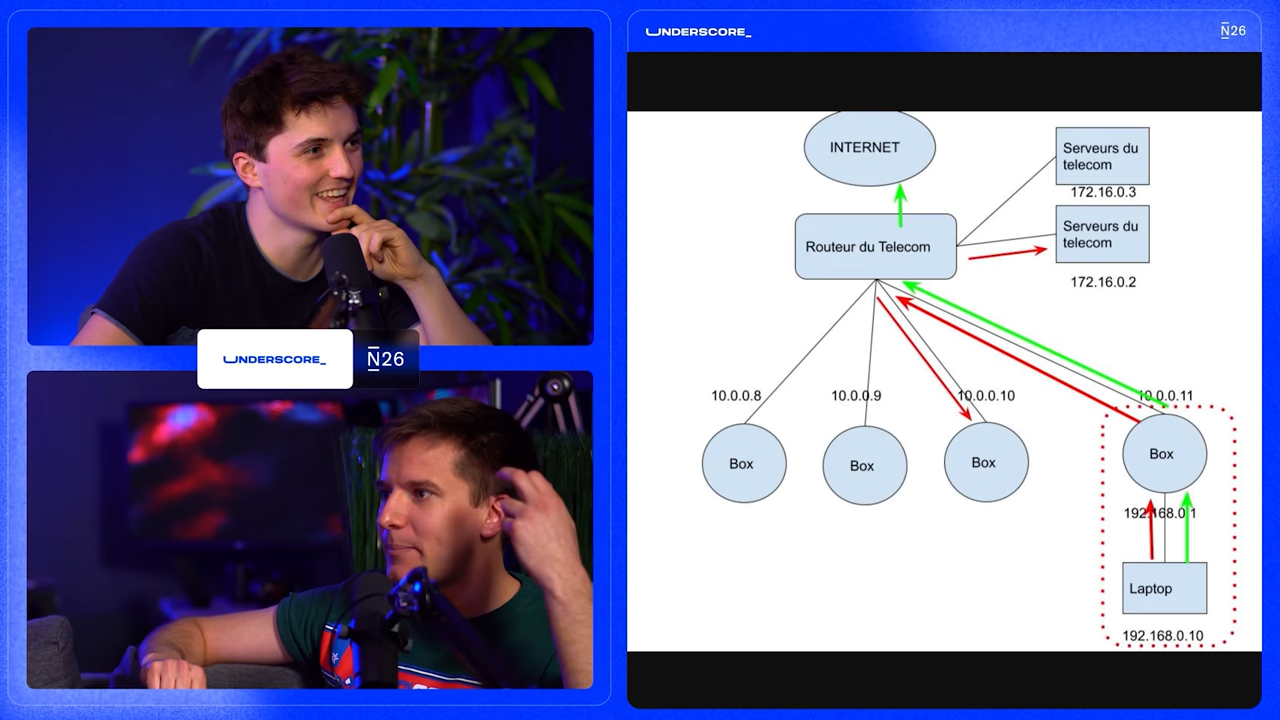 UNDERSCORE_
N26
UNDERSCORE_
N26
INTERNET
Serveurs du
telecom
172.16.0.3
Routeur du Telecom
Serveurs du
telecom
172.16.0.2
10.0.0.8
10.0.0.9
10.0.0.10
10.0.0.11
Box
Box
Box
Box
192.168.0.1
Laptop
192.168.0.10